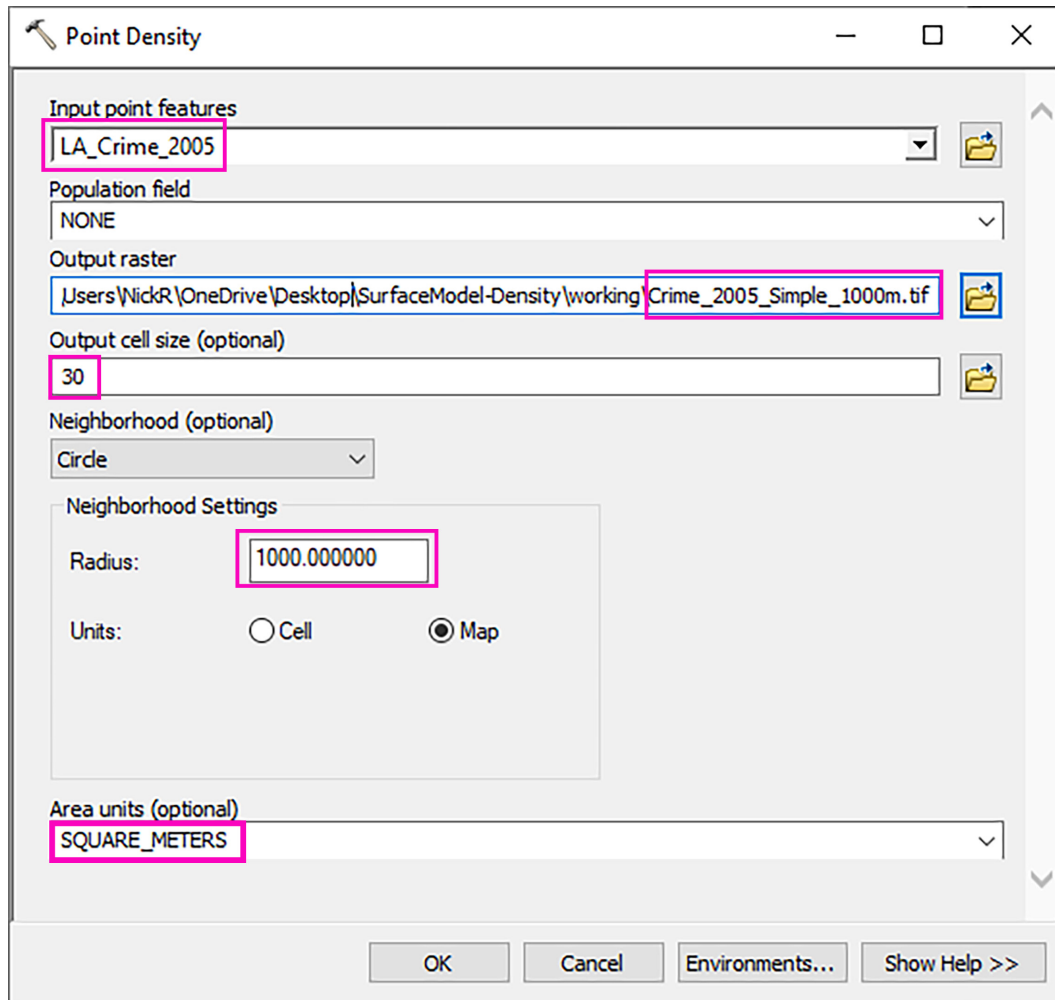 Point Density
Input point features
LA_Crime_2005
Population field
NONE
Output raster
Users\NickR\OneDrive\Desktop\SurfaceModel-Density\working\Crime_2005_Simple_1000m.tif
Output cell size (optional)
30
Neighborhood (optional)
Circle
Neighborhood Settings
Radius: 1000.000000
Units: Cell Map
Area units (optional)
SQUARE_METERS
OK Cancel Environments... Show Help >>